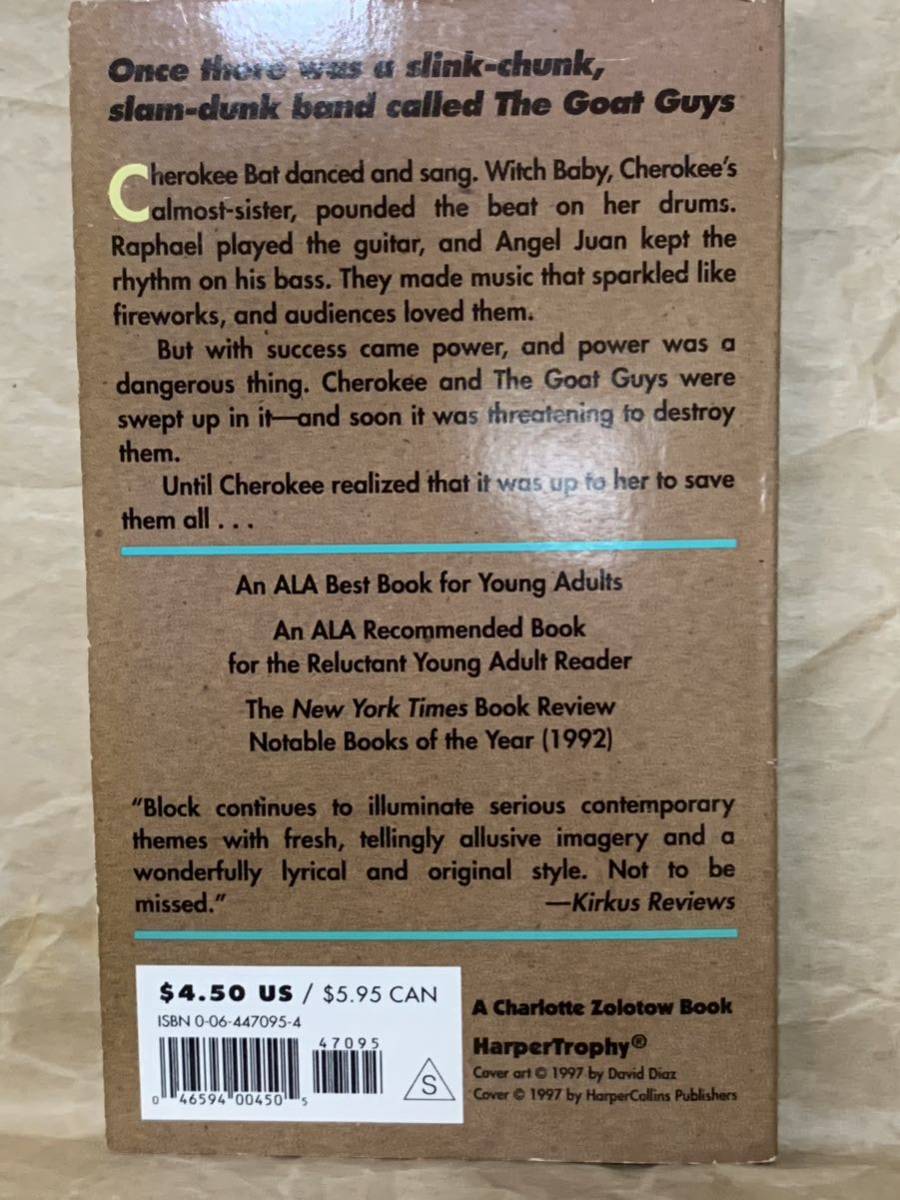 Once there was a slink-chunk,
slam-dunk band called The Goat Guys
Cherokee Bat danced and sang. Witch Baby, Cherokee's
almost-sister, pounded the beat on her drums.
Raphael played the guitar, and Angel Juan kept the
rhythm on his bass. They made music that sparkled like
fireworks, and audiences loved them.
But with success came power, and power was a
dangerous thing. Cherokee and The Goat Guys were
swept up in it—and soon it was threatening to destroy
them.
Until Cherokee realized that it was up to her to save
them all . . .
An ALA Best Book for Young Adults
An ALA Recommended Book
for the Reluctant Young Adult Reader
The New York Times Book Review
Notable Books of the Year (1992)
"Block continues to illuminate serious contemporary
themes with fresh, tellingly allusive imagery and a
wonderfully lyrical and original style. Not to be
missed." —Kirkus Reviews
$4.50 US / $5.95 CAN
ISBN 0-06-447095-4
47095
0 46594 00450 5
S
A Charlotte Zolotow Book
HarperTrophy®
Cover art © 1997 by David Diaz
Cover © 1997 by HarperCollins Publishers